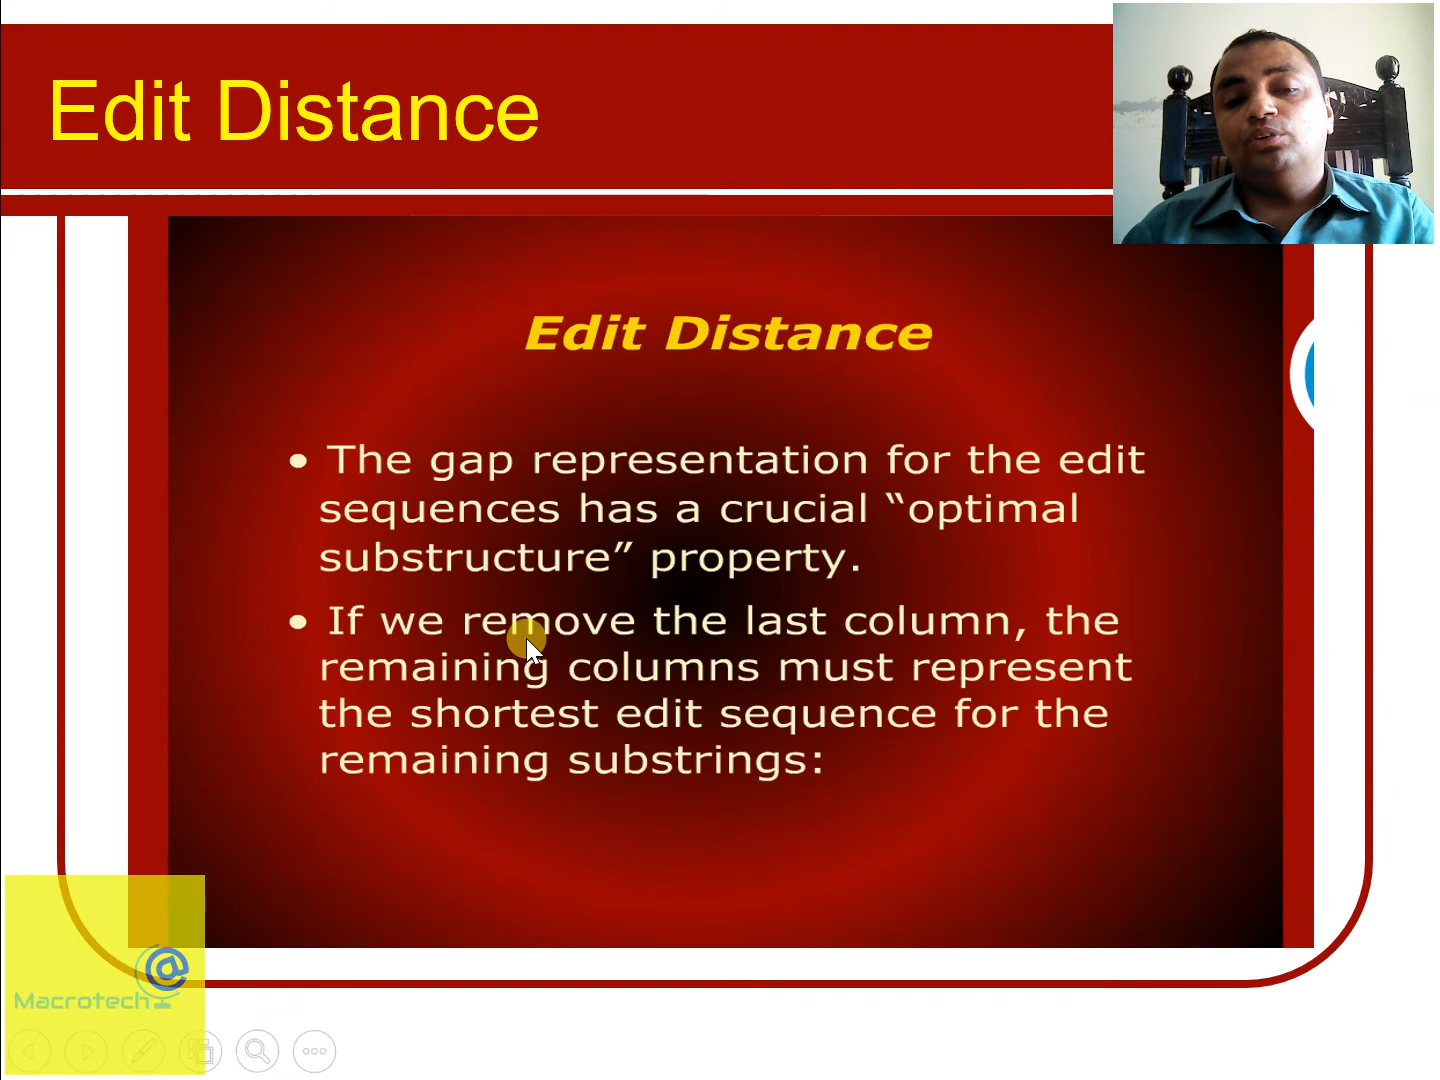 Edit Distance
Edit Distance
• The gap representation for the edit
sequences has a crucial “optimal
substructure” property.
• If we remove the last column, the
remaining columns must represent
the shortest edit sequence for the
remaining substrings:
@
Macrotech